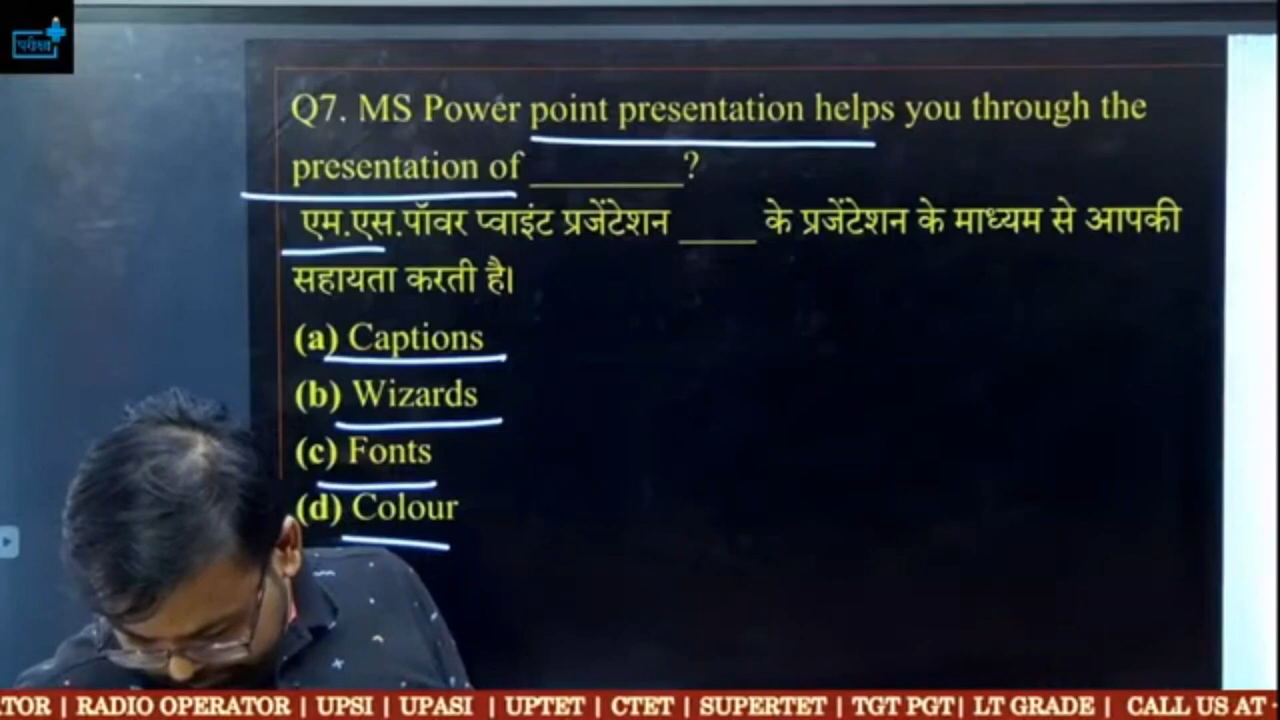 परीक्षा
Q7. MS Power point presentation helps you through the
presentation of ________?
एम.एस.पॉवर प्वाइंट प्रजेंटेशन ____ के प्रजेंटेशन के माध्यम से आपकी
सहायता करती है।
(a) Captions
(b) Wizards
(c) Fonts
(d) Colour
TOR | RADIO OPERATOR | UPSI | UPASI | UPTET | CTET | SUPERTET | TGT PGT| LT GRADE | CALL US AT